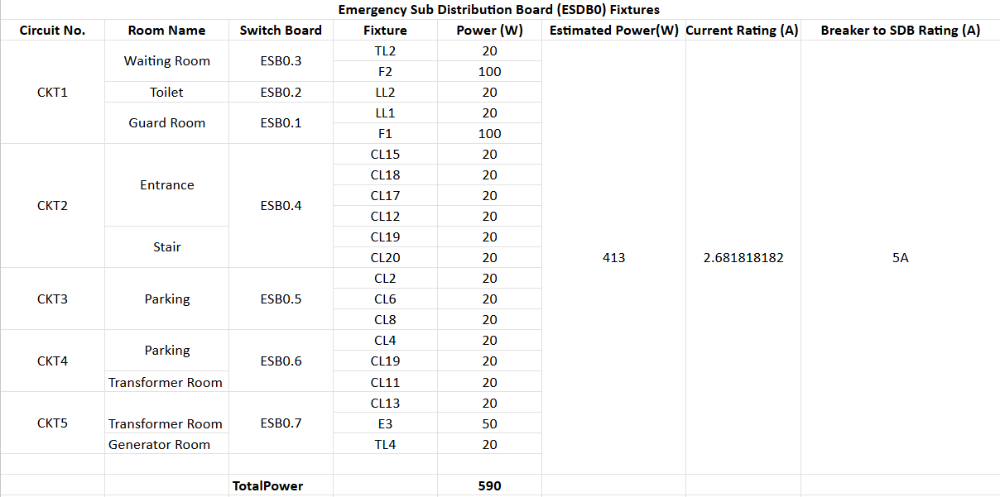 Emergency Sub Distribution Board (ESDB0) Fixtures
Circuit No. Room Name Switch Board Fixture Power (W) Estimated Power(W) Current Rating (A) Breaker to SDB Rating (A)
CKT1 Waiting Room ESB0.3 TL2 20
F2 100
Toilet ESB0.2 LL2 20
Guard Room ESB0.1 LL1 20
F1 100
CKT2 Entrance ESB0.4 CL15 20
CL18 20
CL17 20
CL12 20
Stair CL19 20
CL20 20
413 2.681818182 5A
CKT3 Parking ESB0.5 CL2 20
CL6 20
CL8 20
CKT4 Parking ESB0.6 CL4 20
CL19 20
Transformer Room CL11 20
CKT5 Transformer Room ESB0.7 CL13 20
E3 50
Generator Room TL4 20
TotalPower 590